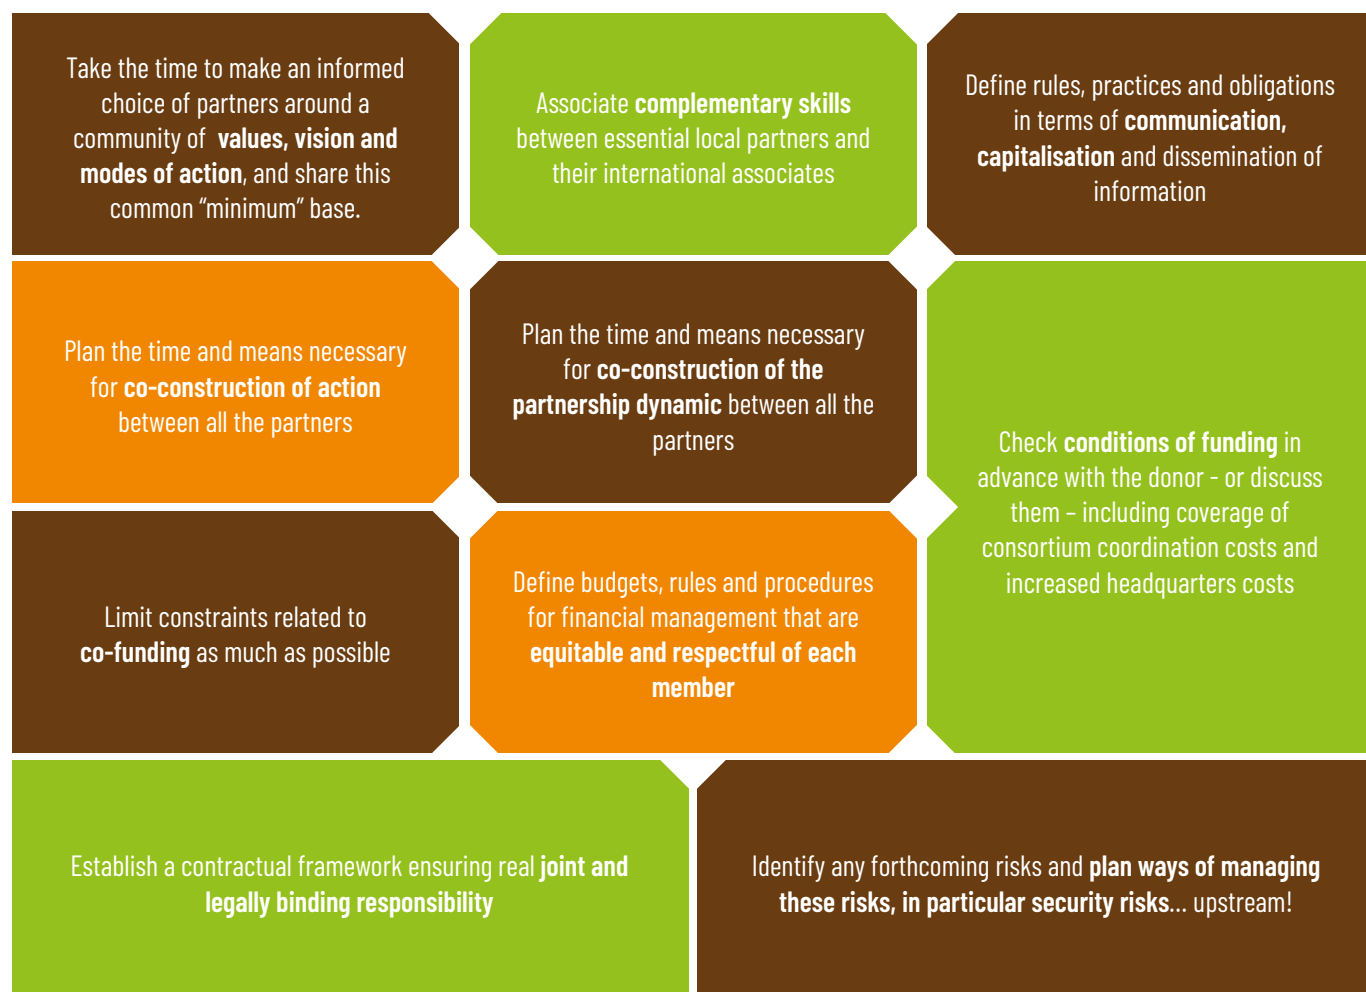 Take the time to make an informed
choice of partners around a
community of values, vision and
modes of action, and share this
common “minimum” base.
Associate complementary skills
between essential local partners and
their international associates
Define rules, practices and obligations
in terms of communication,
capitalisation and dissemination of
information
Plan the time and means necessary
for co-construction of action
between all the partners
Plan the time and means necessary
for co-construction of the
partnership dynamic between all the
partners
Check conditions of funding in
advance with the donor - or discuss
them – including coverage of
consortium coordination costs and
increased headquarters costs
Limit constraints related to
co-funding as much as possible
Define budgets, rules and procedures
for financial management that are
equitable and respectful of each
member
Establish a contractual framework ensuring real joint and
legally binding responsibility
Identify any forthcoming risks and plan ways of managing
these risks, in particular security risks... upstream!